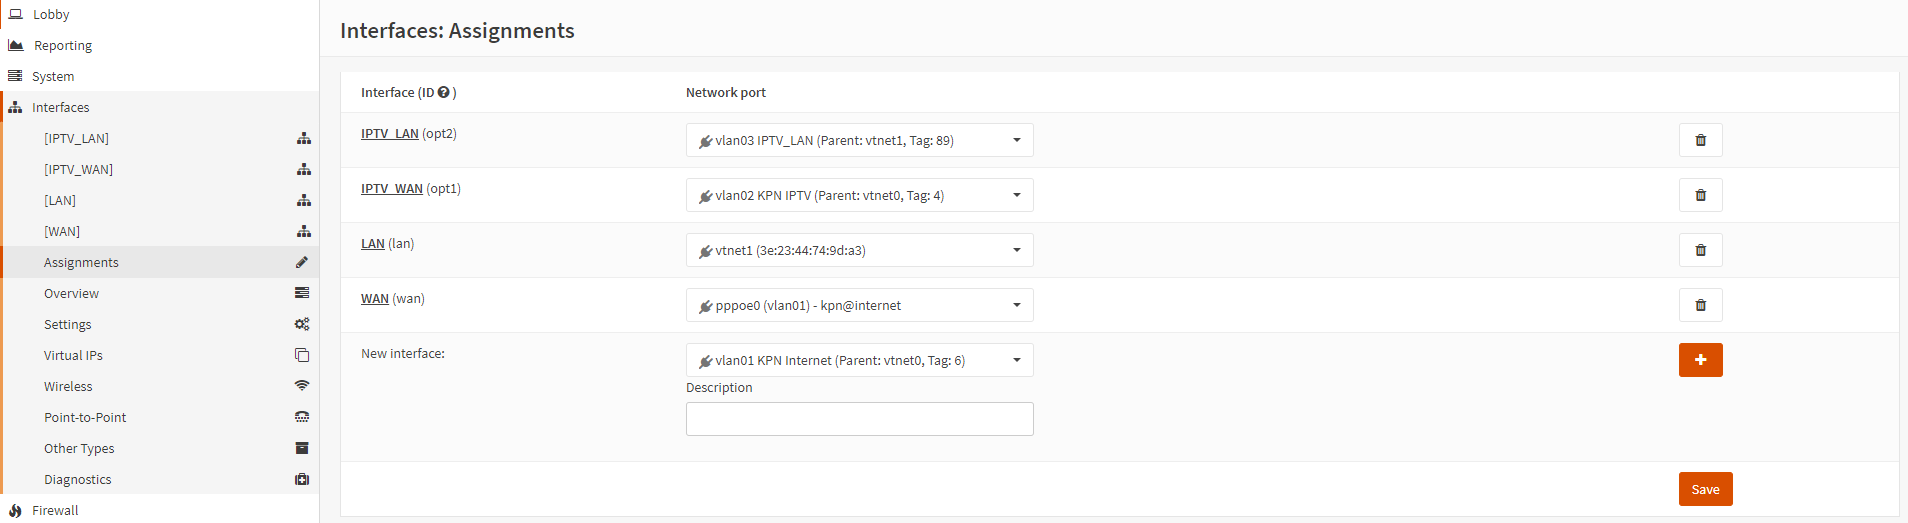 Lobby
Reporting
System
Interfaces
[IPTV_LAN]
[IPTV_WAN]
[LAN]
[WAN]
Assignments
Overview
Settings
Virtual IPs
Wireless
Point-to-Point
Other Types
Diagnostics
Firewall
Interfaces: Assignments
Interface (ID ? ) Network port
IPTV_LAN (opt2) vlan03 IPTV_LAN (Parent: vtnet1, Tag: 89)
IPTV_WAN (opt1) vlan02 KPN IPTV (Parent: vtnet0, Tag: 4)
LAN (lan) vtnet1 (3e:23:44:74:9d:a3)
WAN (wan) pppoe0 (vlan01) - kpn@internet
New interface: vlan01 KPN Internet (Parent: vtnet0, Tag: 6)
Description
Save